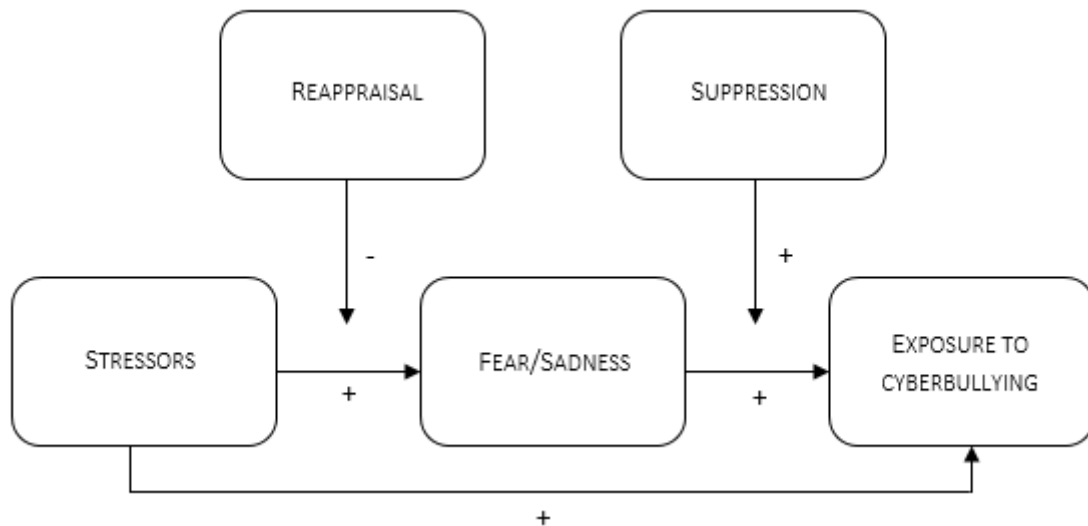 REAPPRAISAL
SUPPRESSION
-
+
STRESSORS
FEAR/SADNESS
EXPOSURE TO
CYBERBULLYING
+
+
+